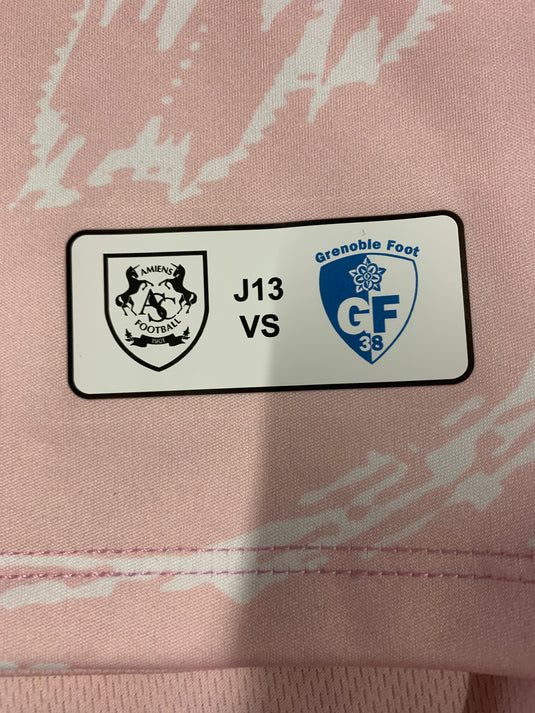 AMIENS
ASC
FOOTBALL
1901
J13
VS
Grenoble Foot
GF
38